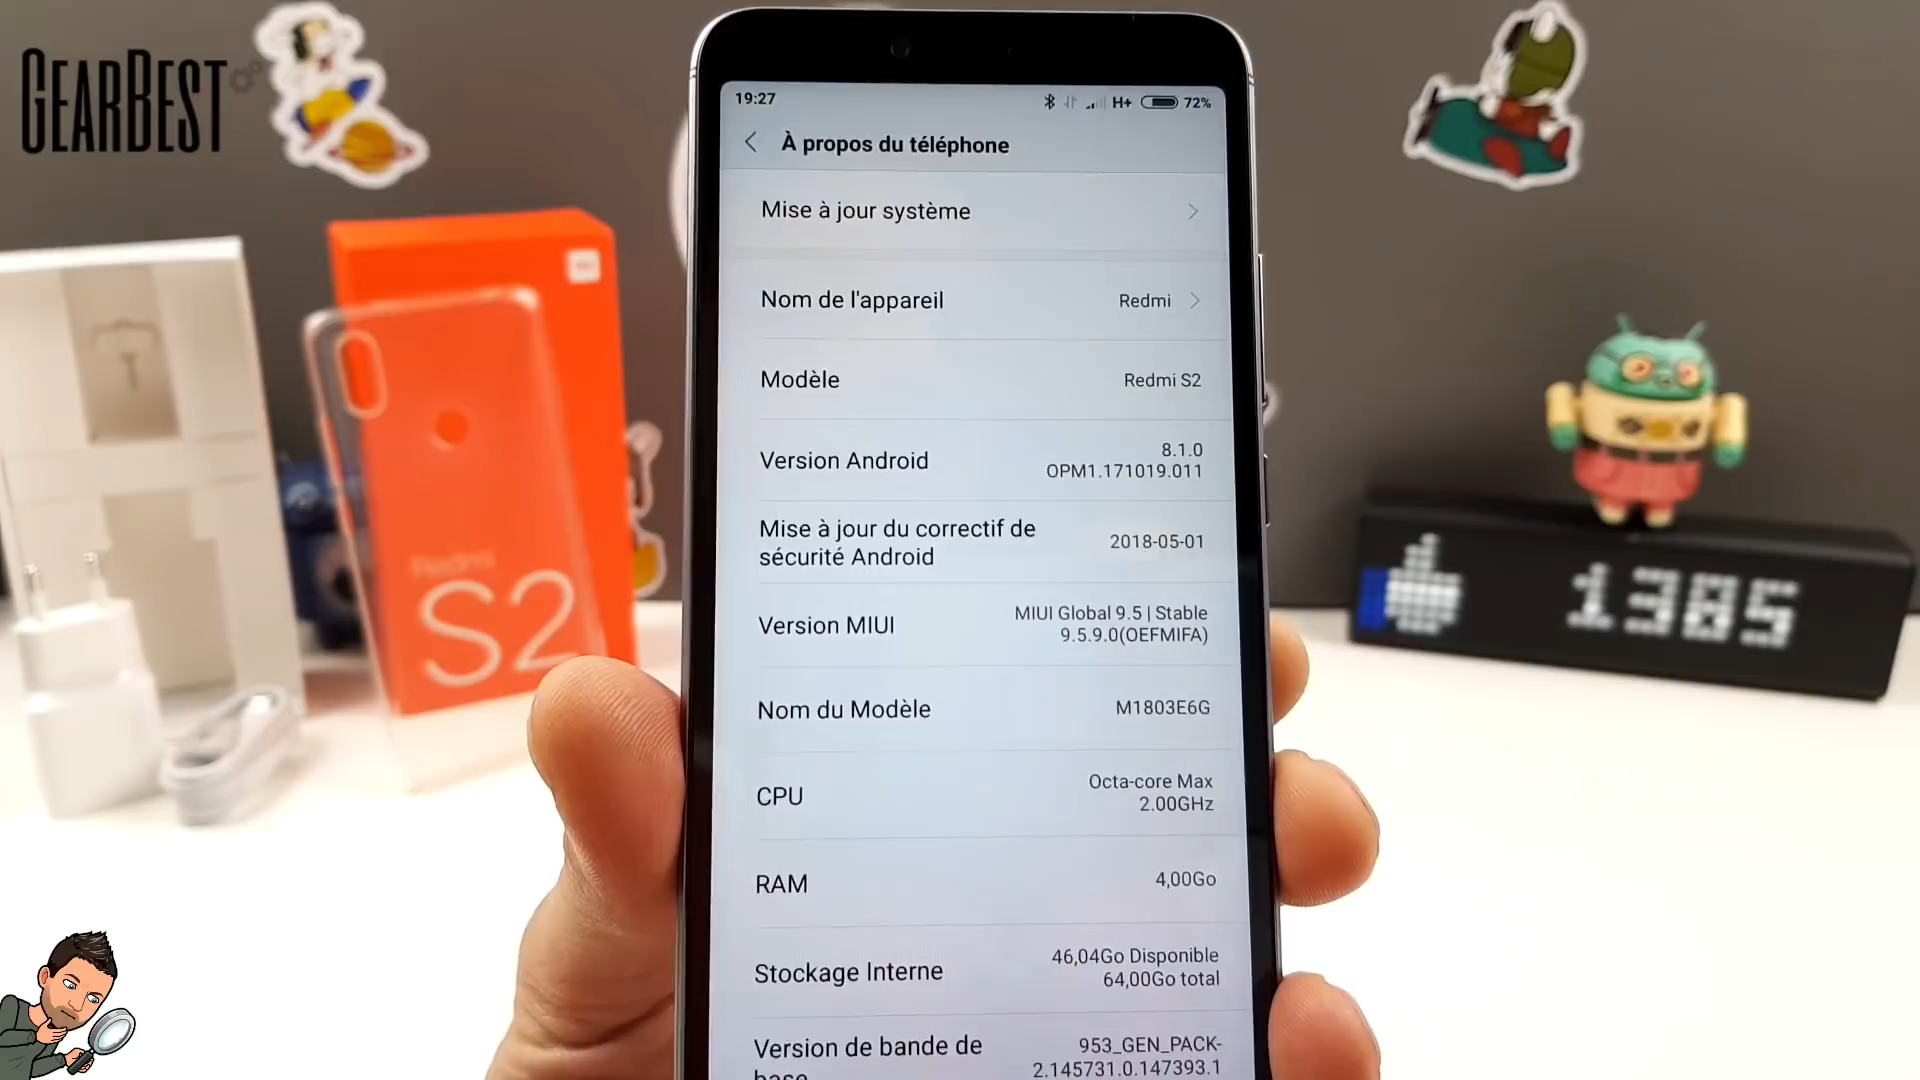 GEARBEST
19:27
H+ 72%
À propos du téléphone
Mise à jour système
Nom de l'appareil Redmi
Modèle Redmi S2
Version Android 8.1.0
OPM1.171019.011
Mise à jour du correctif de
sécurité Android 2018-05-01
Version MIUI MIUI Global 9.5 | Stable
9.5.9.0(OEFMIFA)
Nom du Modèle M1803E6G
CPU Octa-core Max
2.00GHz
RAM 4,00Go
Stockage Interne 46,04Go Disponible
64,00Go total
Version de bande de 953_GEN_PACK-
base 2.145731.0.147393.1
Redmi
S2
1385